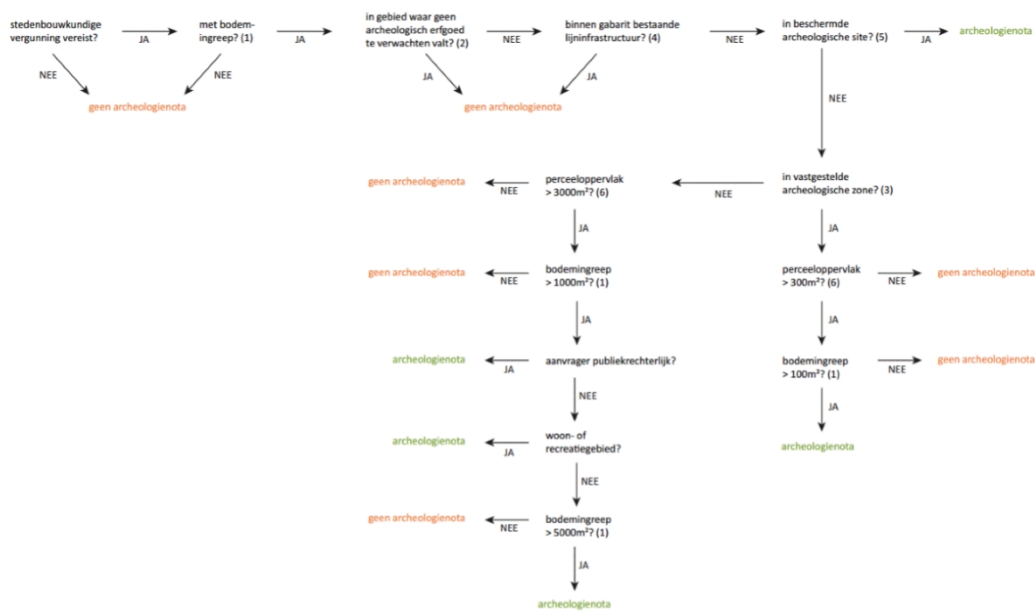 stedenbouwkundige
vergunning vereist?
JA
met bodem-
ingreep? (1)
JA
in gebied waar geen
archeologisch erfgoed
te verwachten valt? (2)
NEE
binnen gabarit bestaande
lijninfrastructuur? (4)
NEE
in beschermde
archeologische site? (5)
JA
archeologienota
NEE
NEE
JA
JA
geen archeologienota
geen archeologienota
NEE
geen archeologienota
NEE
perceeloppervlak
> 3000m²? (6)
NEE
in vastgestelde
archeologische zone? (3)
JA
JA
geen archeologienota
NEE
bodemingreep
> 1000m²? (1)
perceeloppervlak
> 300m²? (6)
NEE
geen archeologienota
JA
JA
archeologienota
JA
aanvrager publiekrechterlijk?
bodemingreep
> 100m²? (1)
NEE
geen archeologienota
NEE
JA
archeologienota
JA
woon- of
recreatiegebied?
archeologienota
NEE
geen archeologienota
NEE
bodemingreep
> 5000m²? (1)
JA
archeologienota